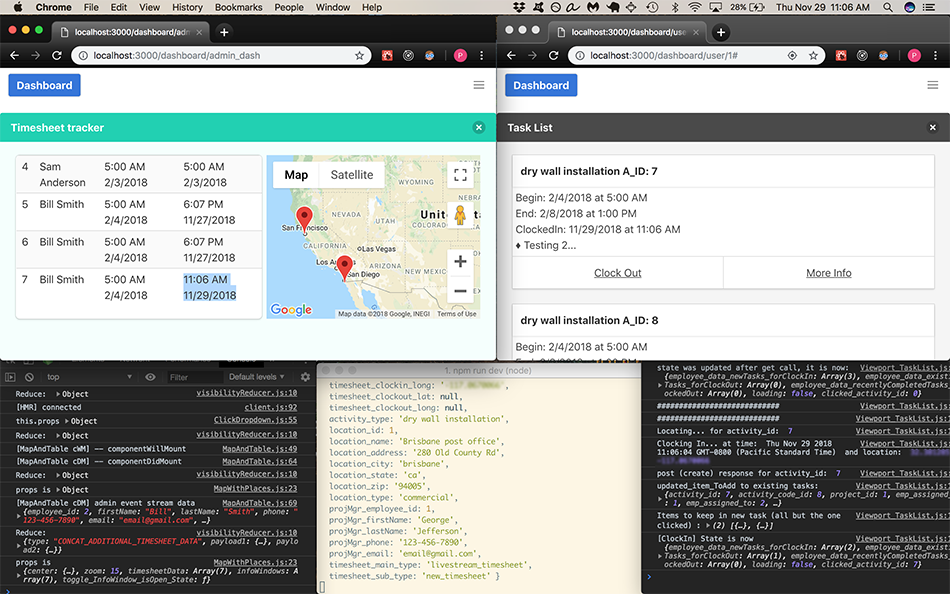 Chrome File Edit View History Bookmarks People Window Help
28% Thu Nov 29 11:06 AM
localhost:3000/dashboard/adm
localhost:3000/dashboard/admin_dash
Dashboard
Timesheet tracker
4 Sam Anderson 5:00 AM 2/3/2018 5:00 AM 2/3/2018
5 Bill Smith 5:00 AM 2/4/2018 6:07 PM 11/27/2018
6 Bill Smith 5:00 AM 2/4/2018 6:07 PM 11/27/2018
7 Bill Smith 5:00 AM 2/4/2018 11:06 AM 11/29/2018
Map Satellite
WYOMING
NEBRA
NEVADA
Unit
ta
UTAH
San Francisco
CALIFORNIA
Las Vegas
Los An
ARIZONA
NEW MEXIC
San Diego
Google
Map data ©2018 Google, INEGI Terms of Use
localhost:3000/dashboard/use
localhost:3000/dashboard/user/1#
Dashboard
Task List
dry wall installation A_ID: 7
Begin: 2/4/2018 at 5:00 AM
End: 2/8/2018 at 1:00 PM
ClockedIn: 11/29/2018 at 11:06 AM
♦ Testing 2...
Clock Out More Info
dry wall installation A_ID: 8
Begin: 2/4/2018 at 5:00 AM
top Filter Default levels
Reduce: ▸Object visibilityReducer.js:10
[HMR] connected client.js:92
this.props ▸Object ClickDropdown.js:55
Reduce: ▸Object visibilityReducer.js:10
[MapAndTable cWM] -- componentWillMount MapAndTable.js:49
[MapAndTable cDM] -- componentDidMount MapAndTable.js:64
Reduce: ▸Object visibilityReducer.js:10
props is ▸Object MapWithPlaces.js:23
[MapAndTable cDM] admin event stream data MapAndTable.js:69
{employee_id: 2, firstName: "Bill", lastName: "Smith", phone: "
123-456-7890", email: "email@gmail.com", …}
Reduce: visibilityReducer.js:10
{type: "CONCAT_ADDITIONAL_TIMESHEET_DATA", payload1: {…}, paylo
ad2: {…}}
props is MapWithPlaces.js:23
{center: {…}, zoom: 15, timesheetData: Array(7), infoWindows: A
rray(7), toggle_InfoWindow_isOpen_State: ƒ}
1. npm run dev (node)
timesheet_clockin_long:
timesheet_clockout_lat: null,
timesheet_clockout_long: null,
activity_type: 'dry wall installation',
location_id: 1,
location_name: 'Brisbane post office',
location_address: '280 Old County Rd',
location_city: 'brisbane',
location_state: 'ca',
location_zip: '94005',
location_type: 'commercial',
projMgr_employee_id: 1,
projMgr_firstName: 'George',
projMgr_lastName: 'Jefferson',
projMgr_phone: '123-456-7890',
projMgr_email: 'email@gmail.com',
timesheet_main_type: 'livestream_timesheet',
timesheet_sub_type: 'new_timesheet' }
state was updated after get call, it is now: Viewport_TaskList.js:
{employee_data_newTasks_forClockIn: Array(3), employee_data_exis
Tasks_forClockOut: Array(0), employee_data_recentlyCompletedTasks
ockedOut: Array(0), loading: false, clicked_activity_id: 0}
############################ Viewport_TaskList.js:
############################ Viewport_TaskList.js:
Locating... for activity_id: 7 Viewport_TaskList.js:
Clocking In... at time: Thu Nov 29 2018 Viewport_TaskList.js:
11:06:04 GMT-0800 (Pacific Standard Time) and location:
post (create) response for activity_id: 7 Viewport_TaskList.js:
updated_item_ToAdd to existing tasks: Viewport_TaskList.js:
{activity_id: 7, activity_code_id: 8, project_id: 1, emp_assigned
: 1, emp_assigned_to: 2, …}
Items to keep in new task (all but the one Viewport_TaskList.js:
clicked) : ▸(2) [{…}, {…}]
[ClockIn] State is now Viewport_TaskList.js:
{employee_data_newTasks_forClockIn: Array(2), employee_data_exis
Tasks_forClockOut: Array(1), employee_data_recentlyCompletedTasks
ockedOut: Array(0), loading: false, clicked_activity_id: 7}